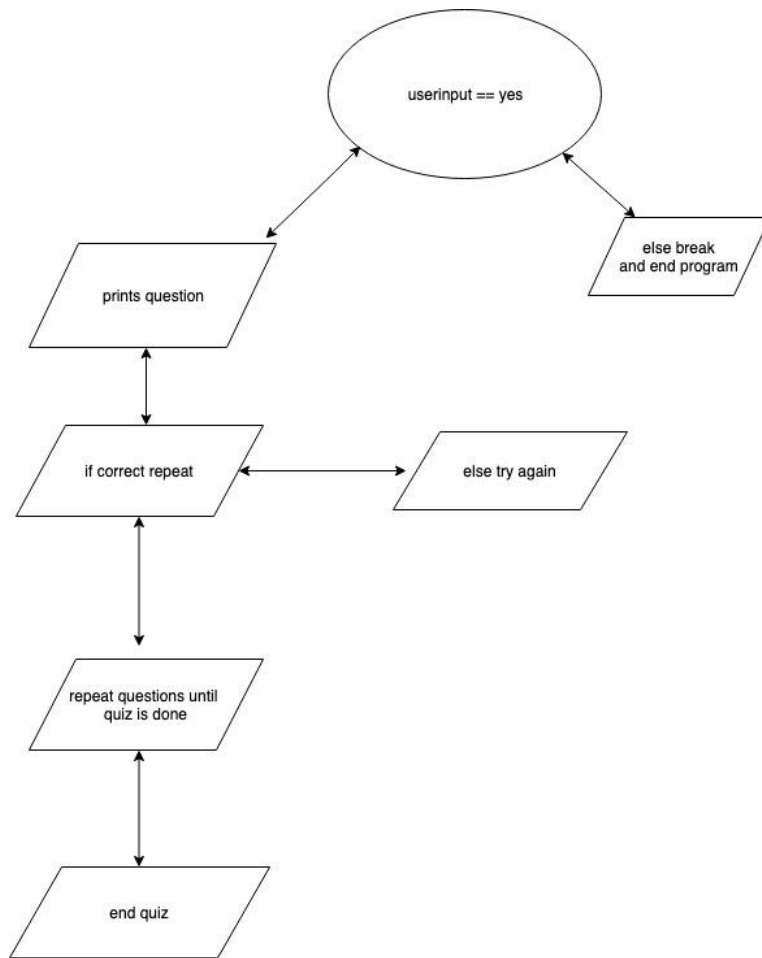 userinput == yes
else break
and end program
prints question
if correct repeat
else try again
repeat questions until
quiz is done
end quiz